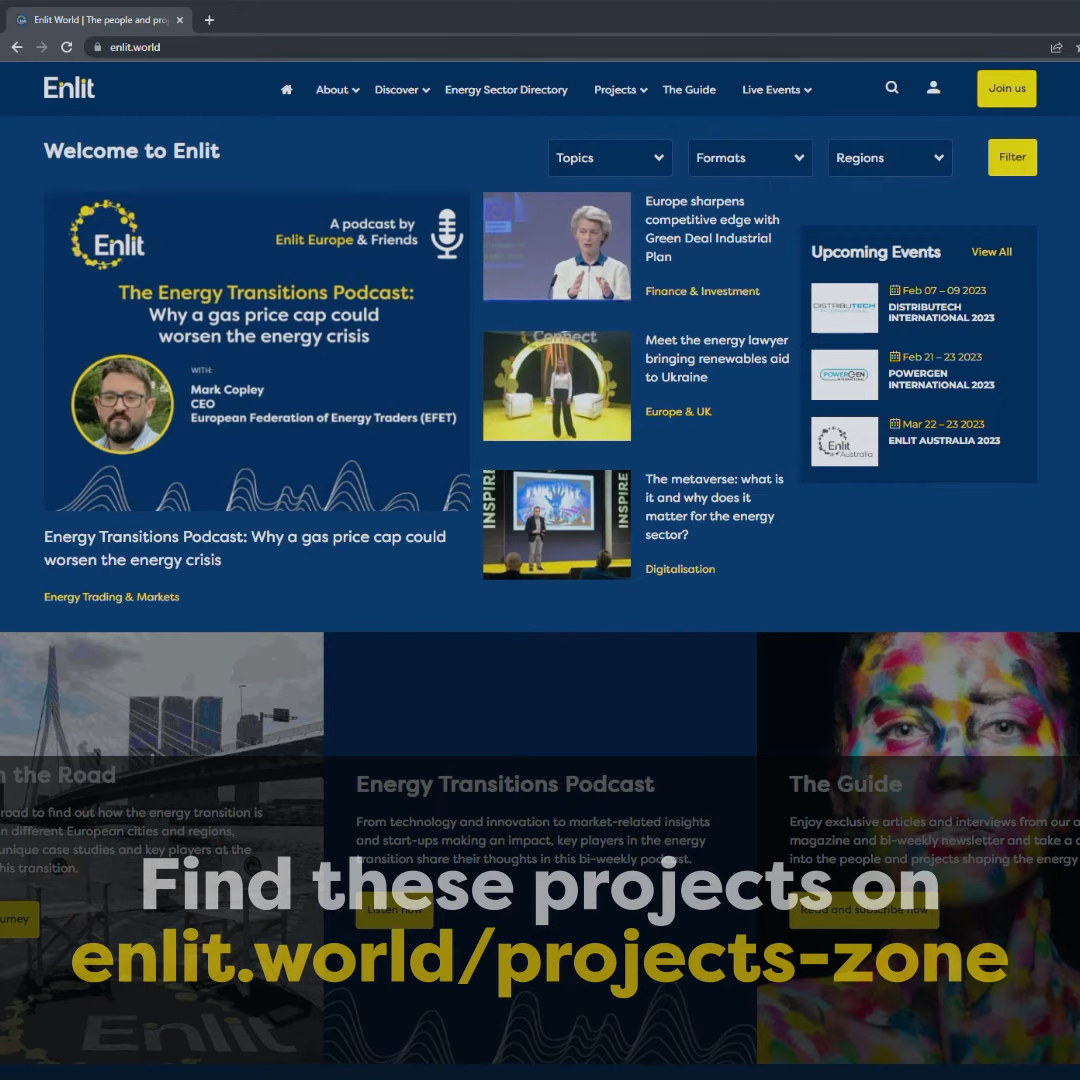 Enlit World | The people and pro
enlit.world
Enlit
About
Discover
Energy Sector Directory
Projects
The Guide
Live Events
Join us
Welcome to Enlit
Topics
Formats
Regions
Filter
Enlit
A podcast by
Enlit Europe & Friends
The Energy Transitions Podcast:
Why a gas price cap could
worsen the energy crisis
WITH:
Mark Copley
CEO
European Federation of Energy Traders (EFET)
Energy Transitions Podcast: Why a gas price cap could
worsen the energy crisis
Energy Trading & Markets
Europe sharpens
competitive edge with
Green Deal Industrial
Plan
Finance & Investment
Connect
Meet the energy lawyer
bringing renewables aid
to Ukraine
Europe & UK
INSPIRE
INSPIRE
The metaverse: what is
it and why does it
matter for the energy
sector?
Digitalisation
Upcoming Events
View All
DISTRIBUTECH
Feb 07 – 09 2023
DISTRIBUTECH
INTERNATIONAL 2023
POWERGEN
INTERNATIONAL
Feb 21 – 23 2023
POWERGEN
INTERNATIONAL 2023
Enlit
Australia
Mar 22 – 23 2023
ENLIT AUSTRALIA 2023
n the Road
road to find out how the energy transition is
n different European cities and regions,
unique case studies and key players at the
his transition.
urney
Enlit
Energy Transitions Podcast
From technology and innovation to market-related insights
and start-ups making an impact, key players in the energy
transition share their thoughts in this bi-weekly podcast.
Listen now
The Guide
Enjoy exclusive articles and interviews from our a
magazine and bi-weekly newsletter and take a
into the people and projects shaping the energy
Read and subscribe now
Find these projects on
enlit.world/projects-zone